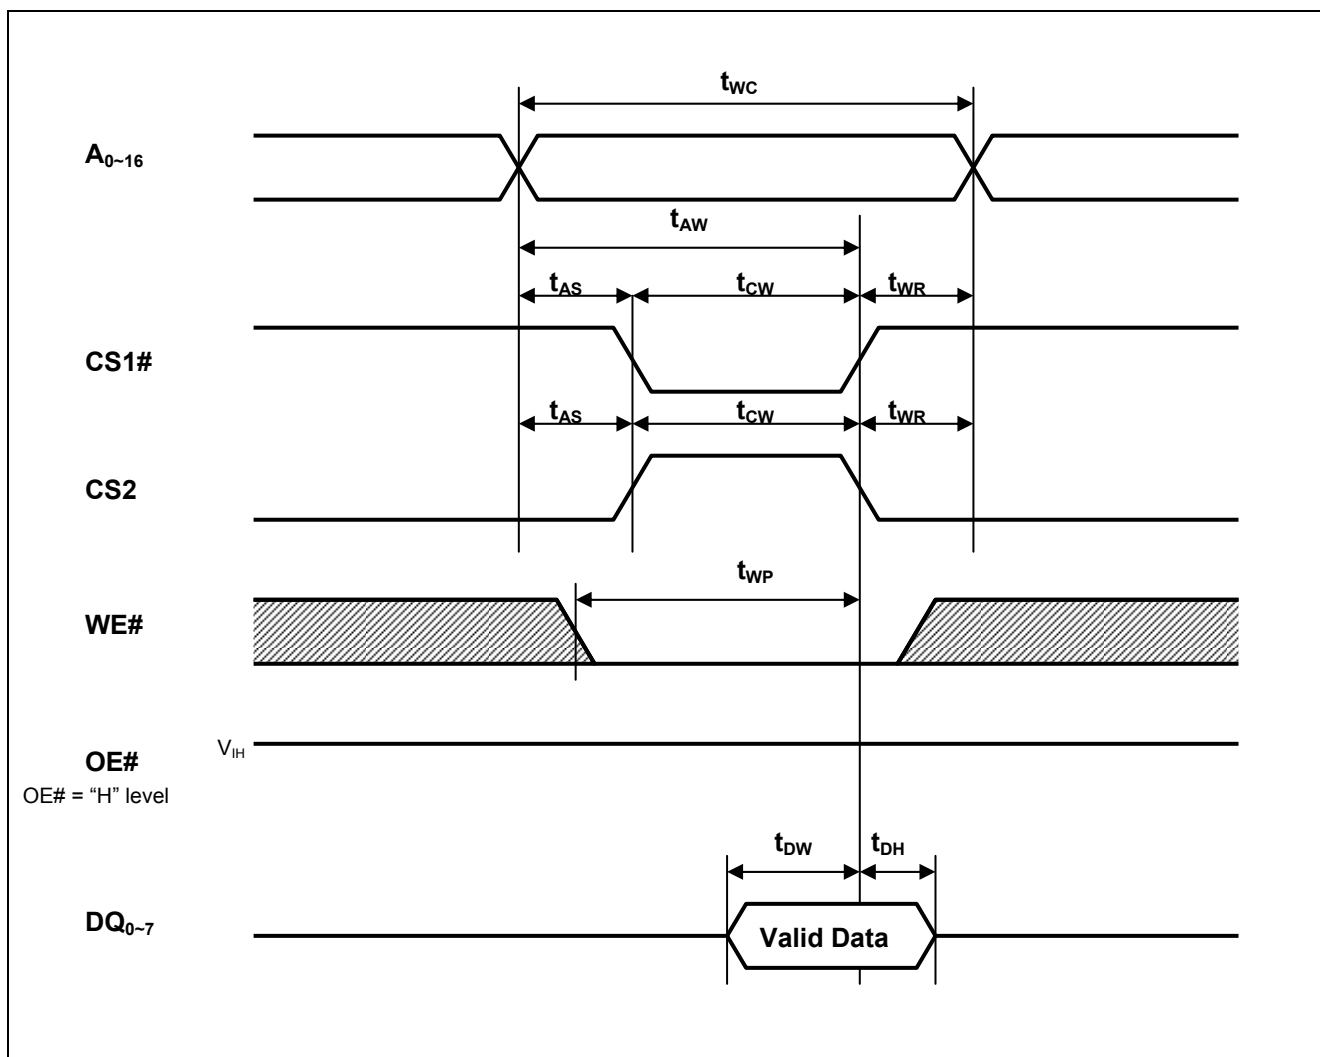 tWC
A0~16
tAW
tAS tCW tWR
CS1#
tAS tCW tWR
CS2
tWP
WE#
VIH
OE#
OE# = “H” level
tDW tDH
DQ0~7
Valid Data